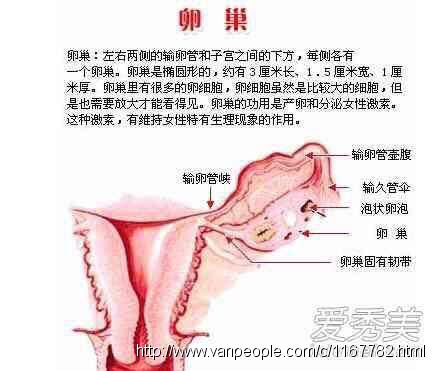 卵巢
卵巢：左右两侧的输卵管和子宫之间的下方，每侧各有
一个卵巢。卵巢是椭圆形的，约有3厘米长、1.5厘米宽、1厘
米厚。卵巢里有很多的卵细胞，卵细胞虽然是比较大的细胞，但
是也需要放大才能看得见。卵巢的功用是产卵和分泌女性激素。
这种激素，有维持女性特有生理现象的作用。
输卵管壶腹
输卵管峡
输久管伞
泡状卵泡
卵 巢
卵巢固有韧带
爱秀美
http://www.vanpeople.com/c/1167782.html